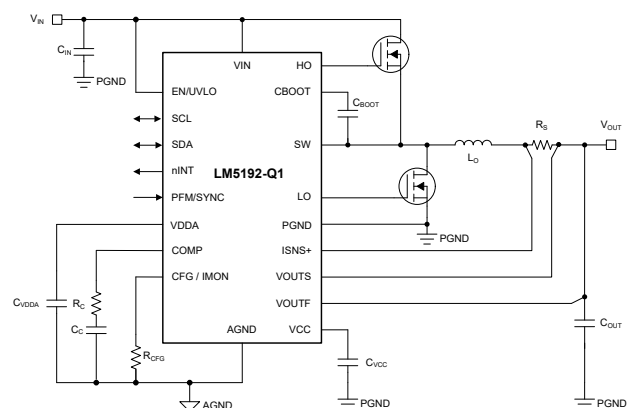 VIN
CIN
PGND
VIN
HO
EN/UVLO
CBOOT
CBOOT
SCL
SDA
SW
RS
VOUT
LO
nINT
LM5192-Q1
PFM/SYNC
LO
VDDA
PGND
PGND
COMP
ISNS+
CFG / IMON
VOUTS
CVDDA
RC
CC
VOUTF
COUT
RCFG
AGND
VCC
CVCC
AGND
PGND
PGND